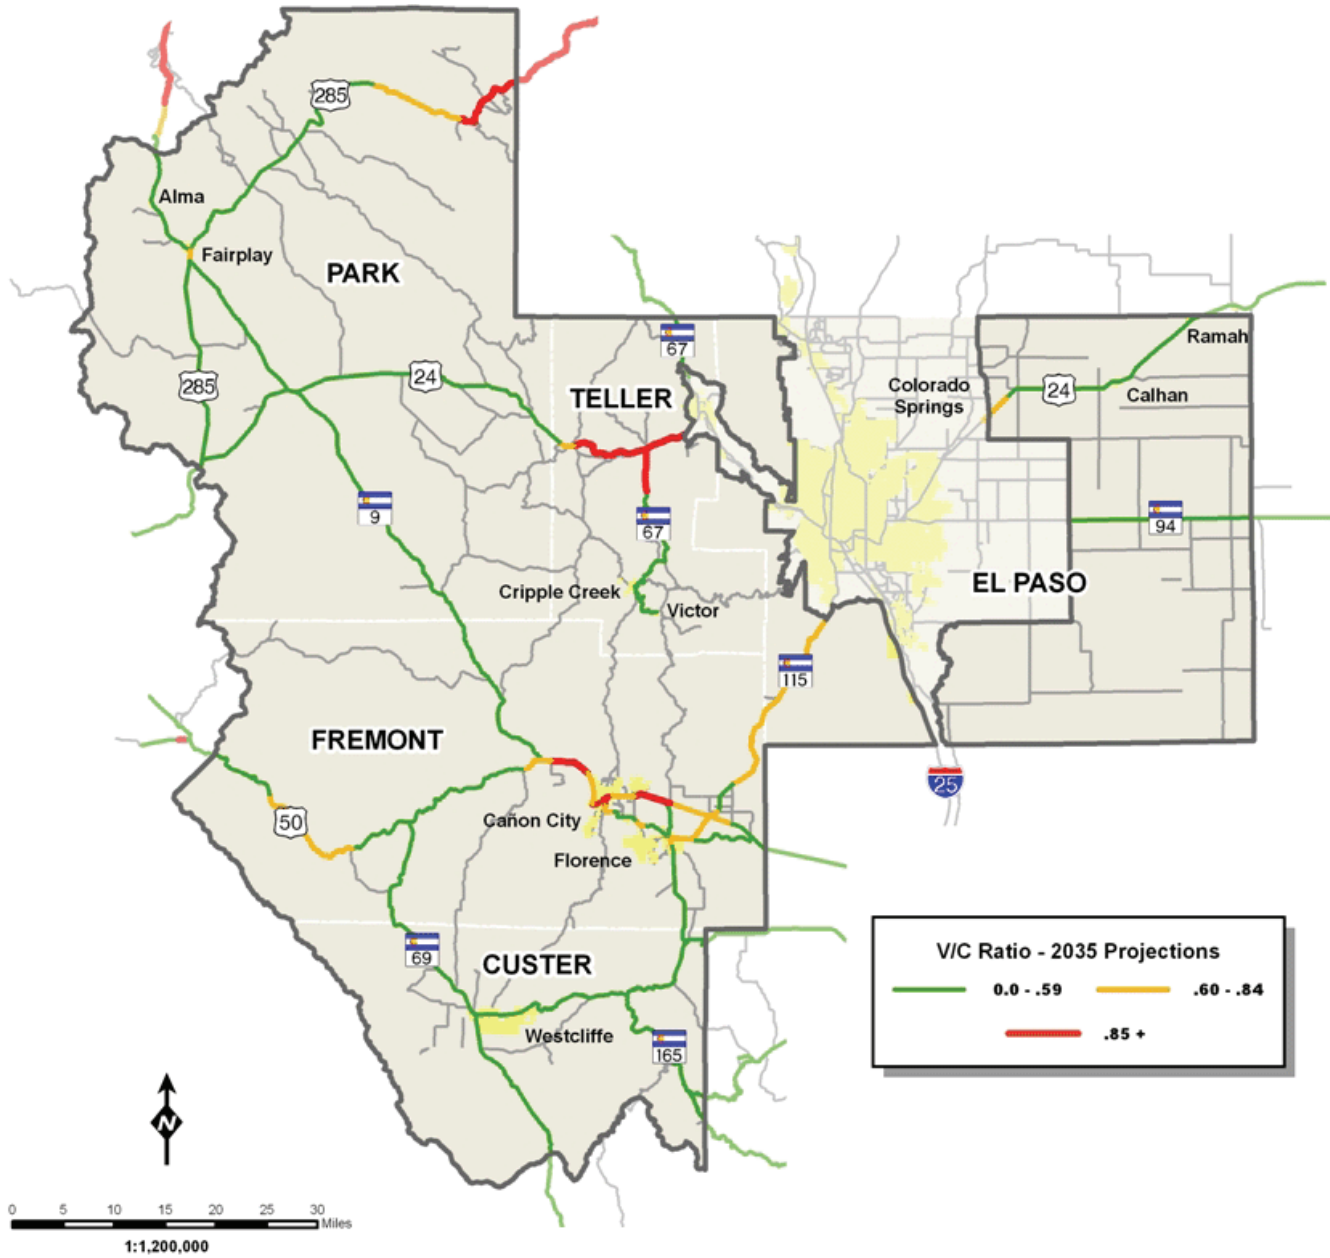 285
Alma
Fairplay
PARK
67
Ramah
285
24
TELLER
Colorado
Springs
24
Calhan
9
67
94
Cripple Creek
Victor
EL PASO
115
FREMONT
25
50
Cañon City
Florence
69
CUSTER
Westcliffe
165
V/C Ratio - 2035 Projections
0.0 - .59
.60 - .84
.85 +
N
0 5 10 15 20 25 30
Miles
1:1,200,000